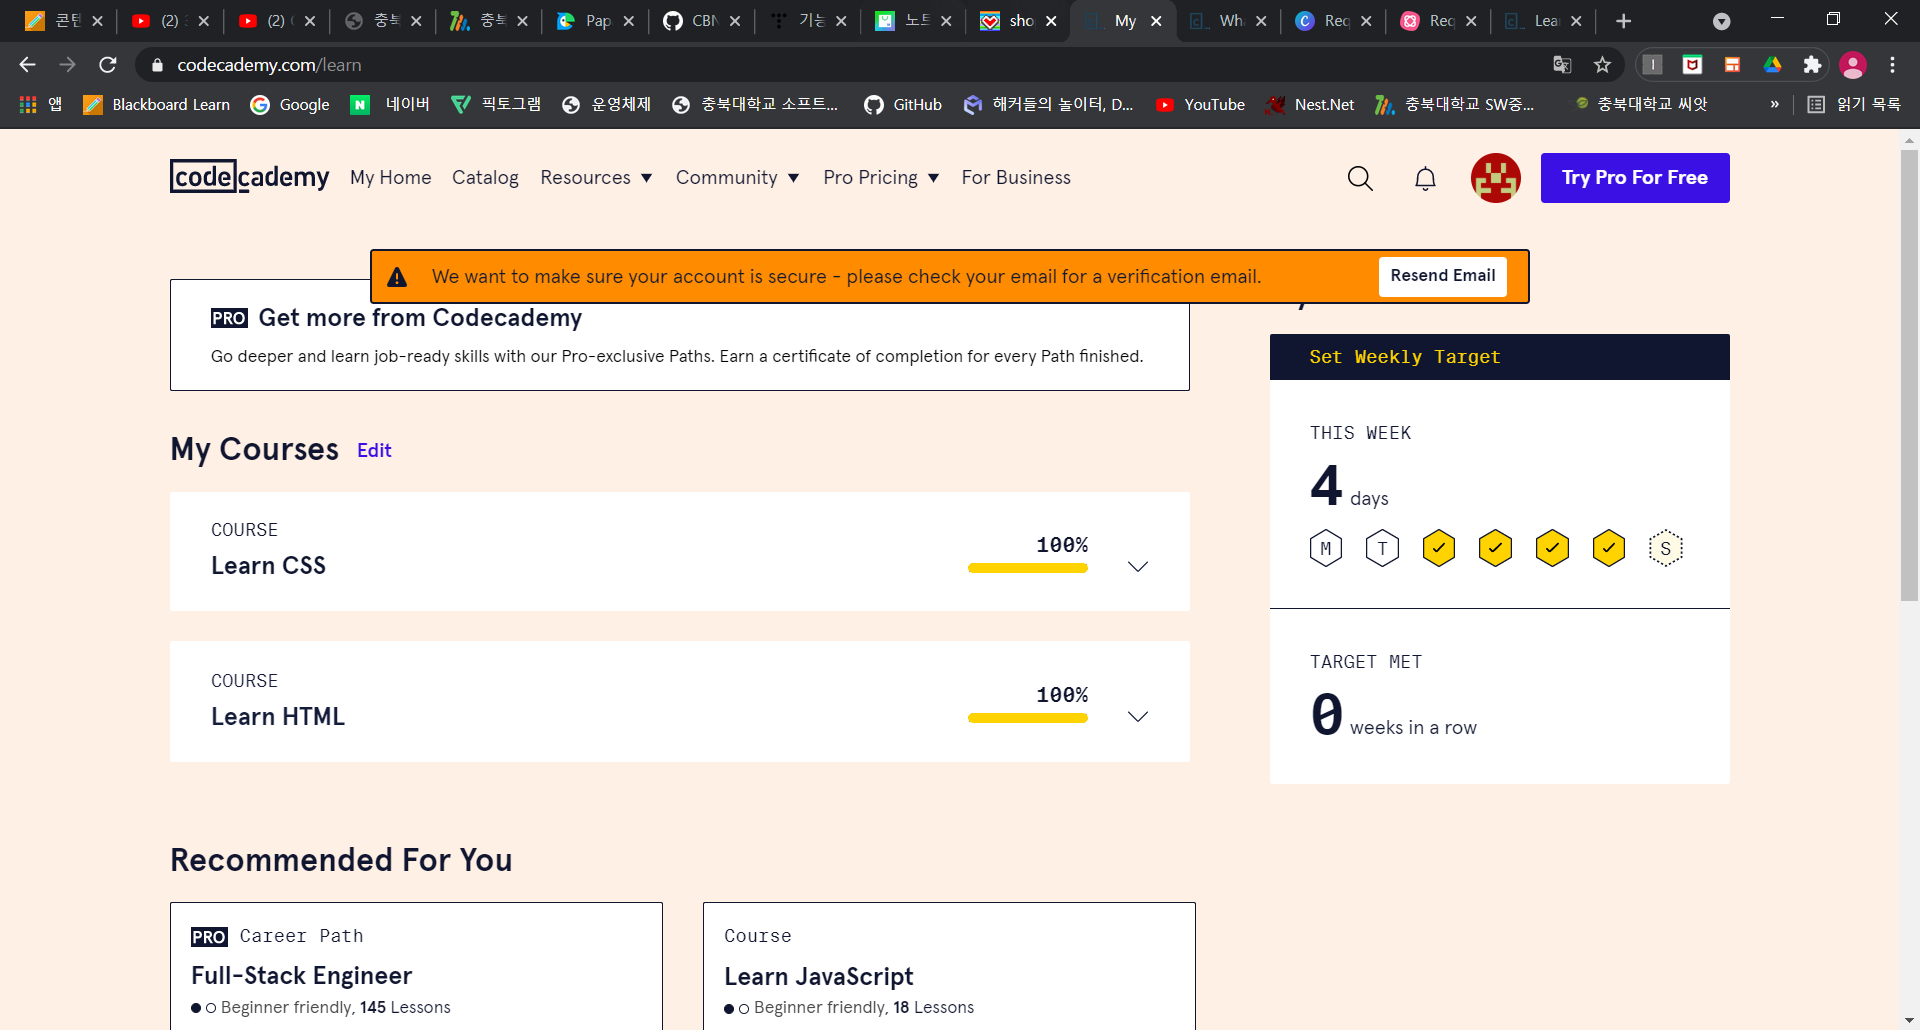 콘텐
(2)
(2)
충북
충북
Pap
CBN
기능
노트
sho
My
Wh
Req
Req
Lea
codecademy.com/learn
앱 Blackboard Learn Google 네이버 픽토그램 운영체제 충북대학교 소프트... GitHub 해커들의 놀이터, D... YouTube Nest.Net 충북대학교 SW중... 충북대학교 씨앗 » 읽기 목록
codecademy My Home Catalog Resources Community Pro Pricing For Business Try Pro For Free
We want to make sure your account is secure - please check your email for a verification email. Resend Email
PRO Get more from Codecademy
Go deeper and learn job-ready skills with our Pro-exclusive Paths. Earn a certificate of completion for every Path finished.
Set Weekly Target
THIS WEEK
4 days
M T S
TARGET MET
0 weeks in a row
My Courses Edit
COURSE
Learn CSS
100%
COURSE
Learn HTML
100%
Recommended For You
PRO Career Path
Full-Stack Engineer
Beginner friendly, 145 Lessons
Course
Learn JavaScript
Beginner friendly, 18 Lessons